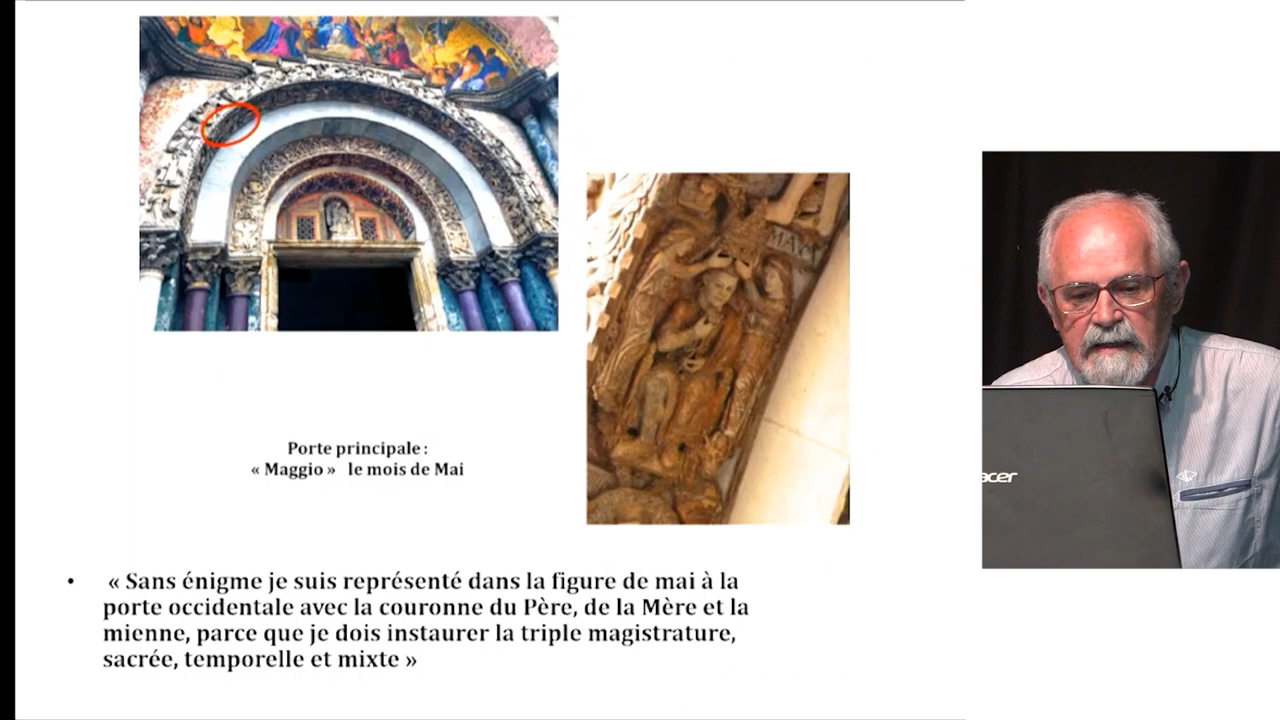 MAI
Porte principale :
« Maggio » le mois de Mai
• « Sans énigme je suis représenté dans la figure de mai à la
porte occidentale avec la couronne du Père, de la Mère et la
mienne, parce que je dois instaurer la triple magistrature,
sacrée, temporelle et mixte »
acer